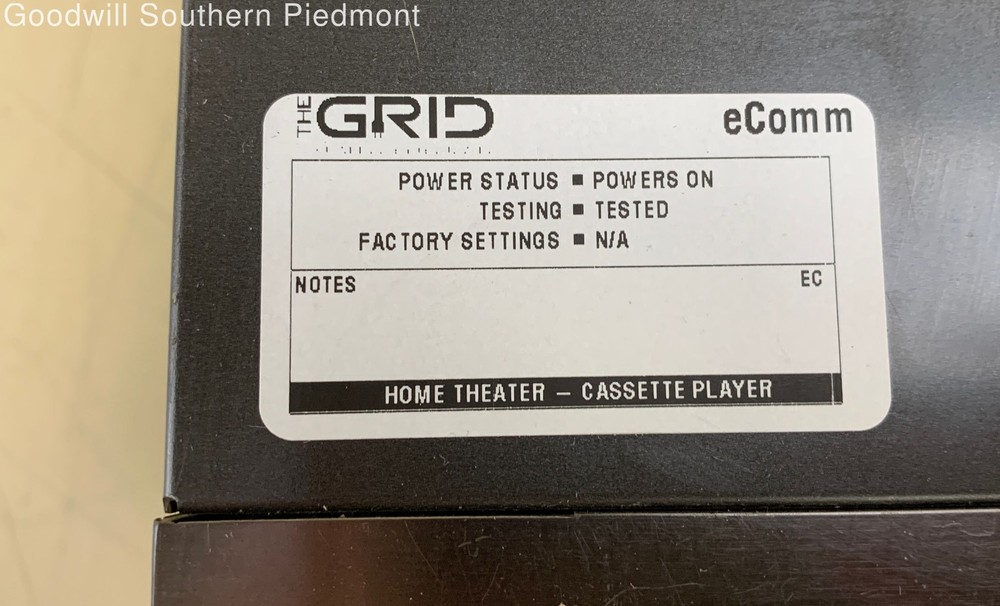 Goodwill Southern Piedmont
THE GRID
eComm
POWER STATUS ■ POWERS ON
TESTING ■ TESTED
FACTORY SETTINGS ■ N/A
NOTES
EC
HOME THEATER – CASSETTE PLAYER